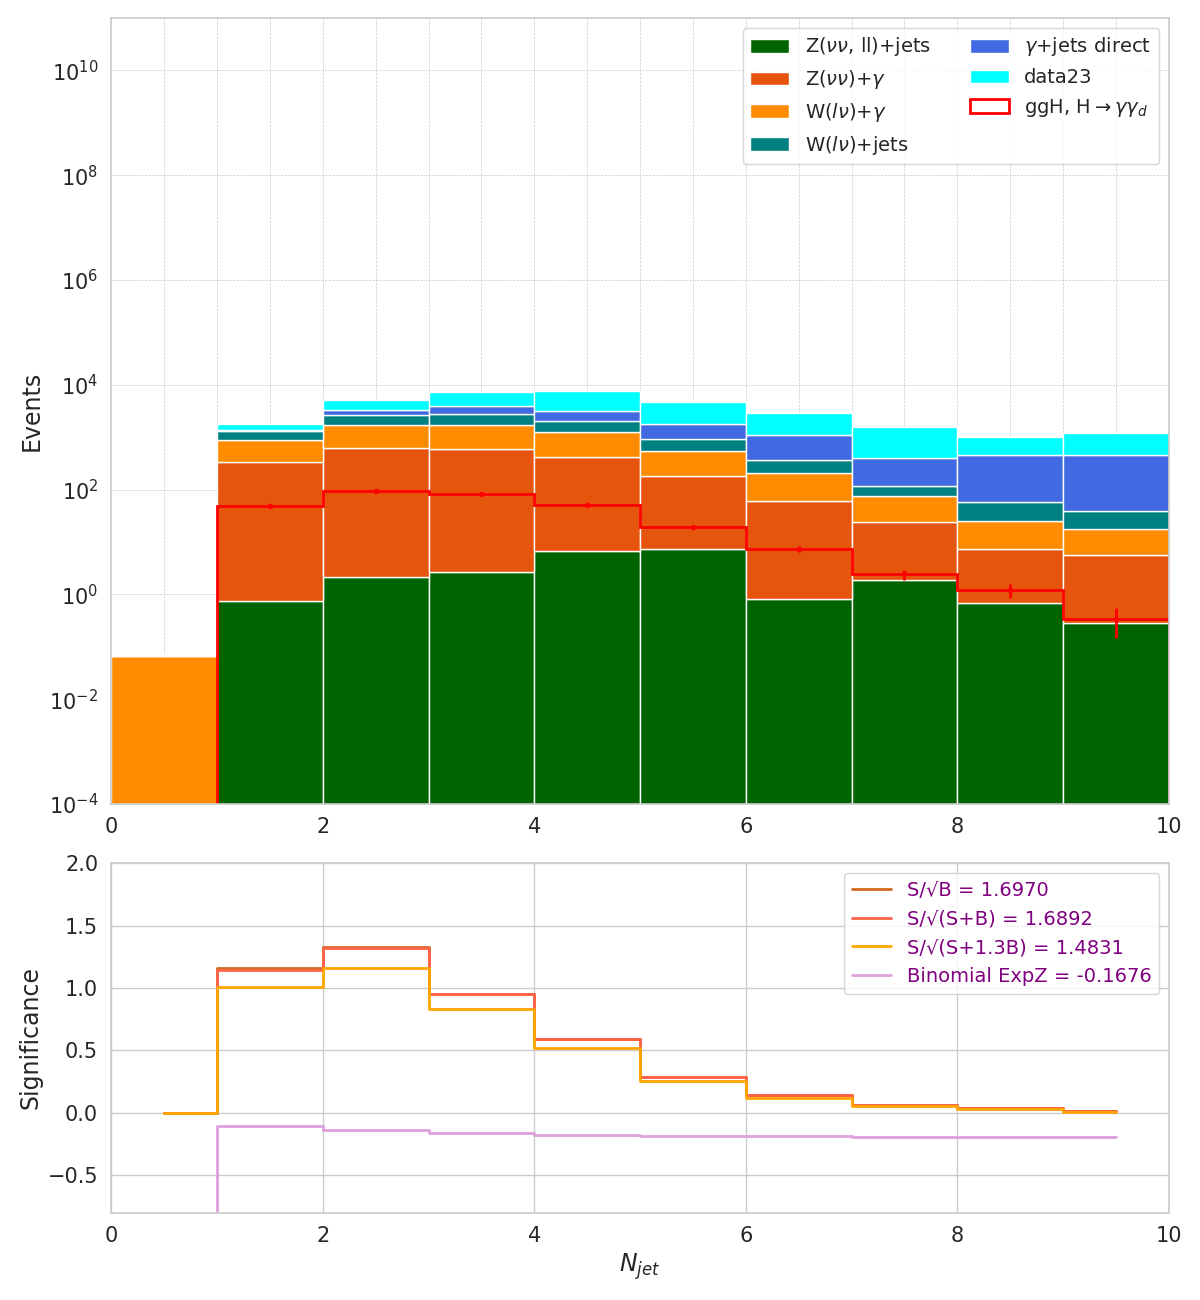 Z(νν, ll)+jets
Z(νν)+γ
W(lν)+γ
W(lν)+jets
γ+jets direct
data23
ggH, H→γγ_d
10^10
10^8
10^6
10^4
10^2
10^0
10^−2
10^−4
Events
0 2 4 6 8 10
S/√B = 1.6970
S/√(S+B) = 1.6892
S/√(S+1.3B) = 1.4831
Binomial ExpZ = -0.1676
2.0
1.5
1.0
0.5
0.0
−0.5
Significance
0 2 4 6 8 10
N_jet